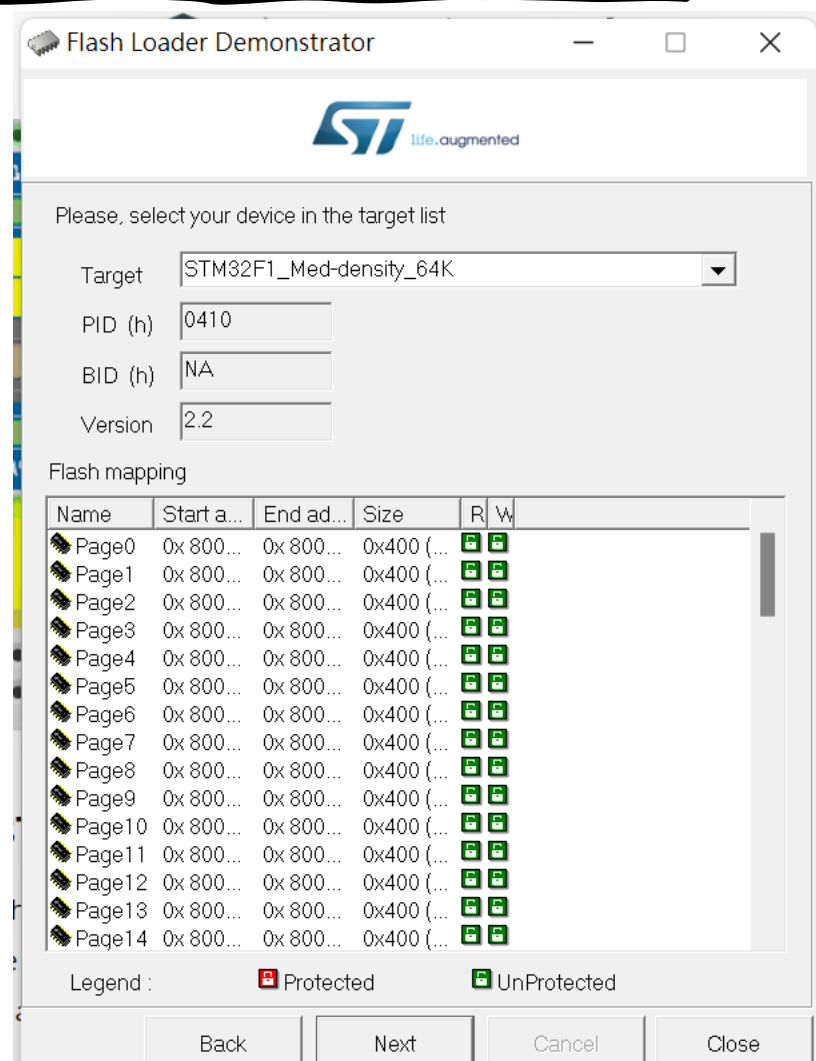 Flash Loader Demonstrator
ST life.augmented
Please, select your device in the target list
Target STM32F1_Med-density_64K
PID (h) 0410
BID (h) NA
Version 2.2
Flash mapping
Name Start a... End ad... Size R W
Page0 0x 800... 0x 800... 0x400 (...
Page1 0x 800... 0x 800... 0x400 (...
Page2 0x 800... 0x 800... 0x400 (...
Page3 0x 800... 0x 800... 0x400 (...
Page4 0x 800... 0x 800... 0x400 (...
Page5 0x 800... 0x 800... 0x400 (...
Page6 0x 800... 0x 800... 0x400 (...
Page7 0x 800... 0x 800... 0x400 (...
Page8 0x 800... 0x 800... 0x400 (...
Page9 0x 800... 0x 800... 0x400 (...
Page10 0x 800... 0x 800... 0x400 (...
Page11 0x 800... 0x 800... 0x400 (...
Page12 0x 800... 0x 800... 0x400 (...
Page13 0x 800... 0x 800... 0x400 (...
Page14 0x 800... 0x 800... 0x400 (...
Legend : Protected UnProtected
Back Next Cancel Close